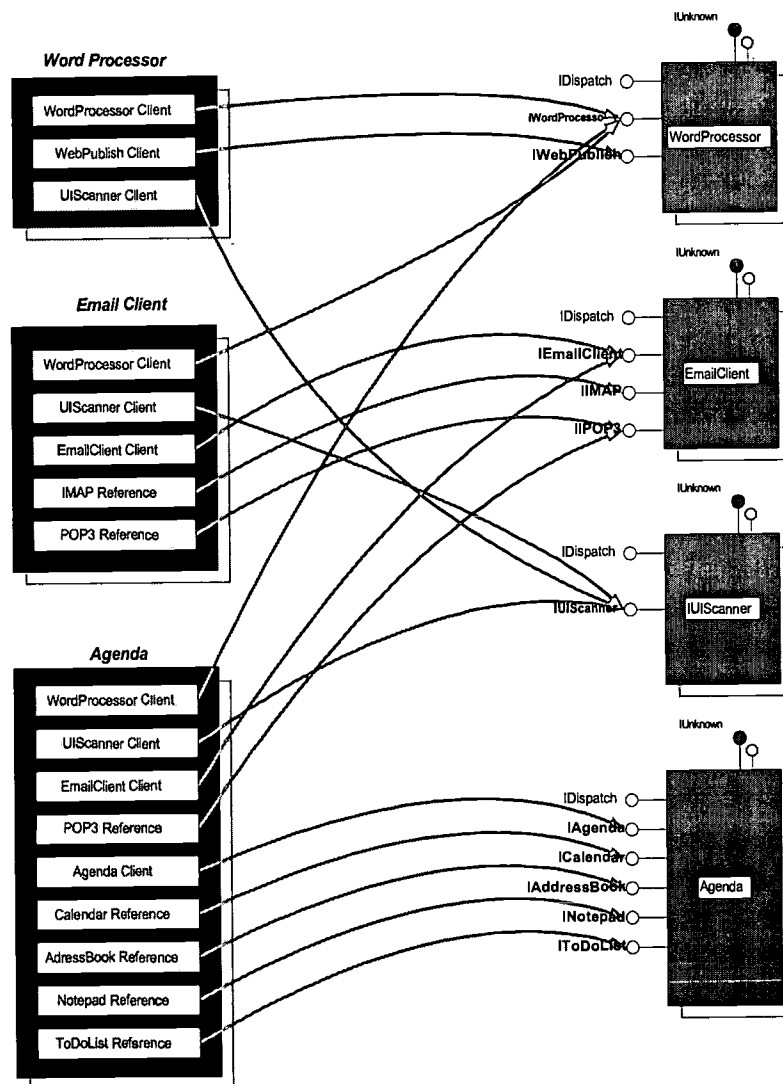 Word Processor
WordProcessor Client
WebPublish Client
UIScanner Client
Email Client
WordProcessor Client
UIScanner Client
EmailClient Client
IMAP Reference
POP3 Reference
Agenda
WordProcessor Client
UIScanner Client
EmailClient Client
POP3 Reference
Agenda Client
Calendar Reference
AdressBook Reference
Notepad Reference
ToDoList Reference
IUnknown
IDispatch
IWordProcessor
IWebPublish
WordProcessor
IUnknown
IDispatch
IEmailClient
IIMAP
IIPOP3
EmailClient
IUnknown
IDispatch
IUIScanner
IUIScanner
IUnknown
IDispatch
IAgenda
ICalendar
IAddressBook
INotepad
IToDoList
Agenda